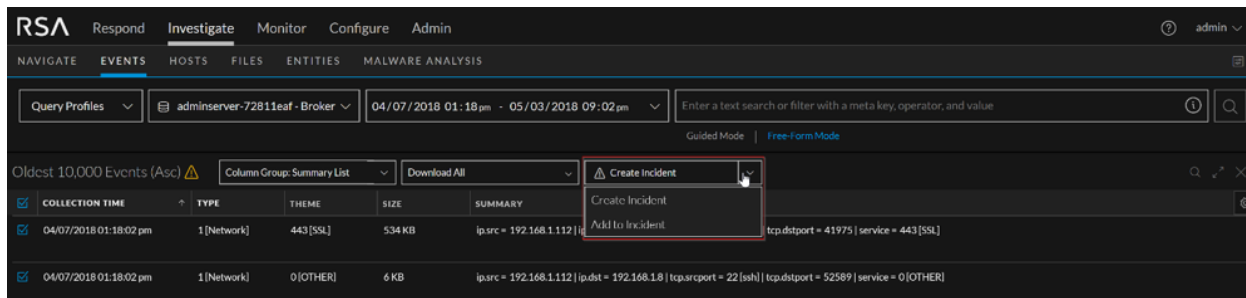 RSA Respond Investigate Monitor Configure Admin admin
NAVIGATE EVENTS HOSTS FILES ENTITIES MALWARE ANALYSIS
Query Profiles adminserver-72811eaf - Broker 04/07/2018 01:18 pm - 05/03/2018 09:02 pm Enter a text search or filter with a meta key, operator, and value
Guided Mode | Free-Form Mode
Oldest 10,000 Events (Asc) Column Group: Summary List Download All Create Incident
COLLECTION TIME TYPE THEME SIZE SUMMARY Create Incident
Add to Incident
04/07/2018 01:18:02 pm 1 [Network] 443 [SSL] 534 KB ip.src = 192.168.1.112 | tcp.dstport = 41975 | service = 443 [SSL]
04/07/2018 01:18:02 pm 1 [Network] 0 [OTHER] 6 KB ip.src = 192.168.1.112 | ip.dst = 192.168.1.8 | tcp.srcport = 22 [ssh] | tcp.dstport = 52589 | service = 0 [OTHER]